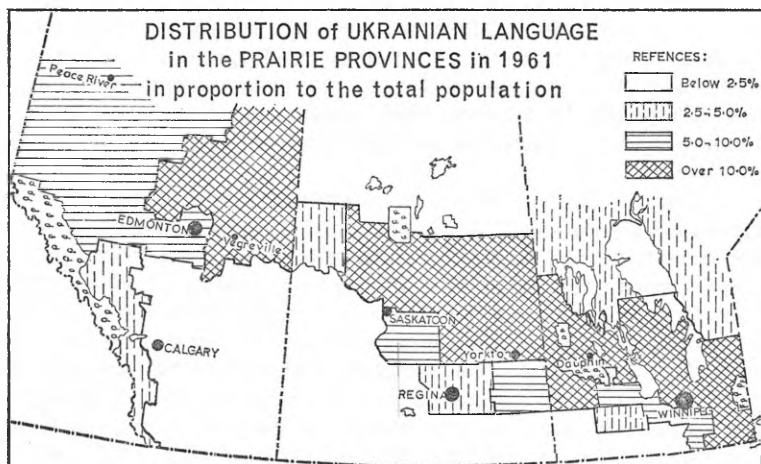 DISTRIBUTION of UKRAINIAN LANGUAGE
in the PRAIRIE PROVINCES in 1961
in proportion to the total population
REFENCES:
Below 2·5%
2·5-5·0%
5·0-10·0%
Over 10·0%
Peace River
EDMONTON
Vegreville
CALGARY
SASKATOON
Yorkton
Dauphin
REGINA
WINNIPEG